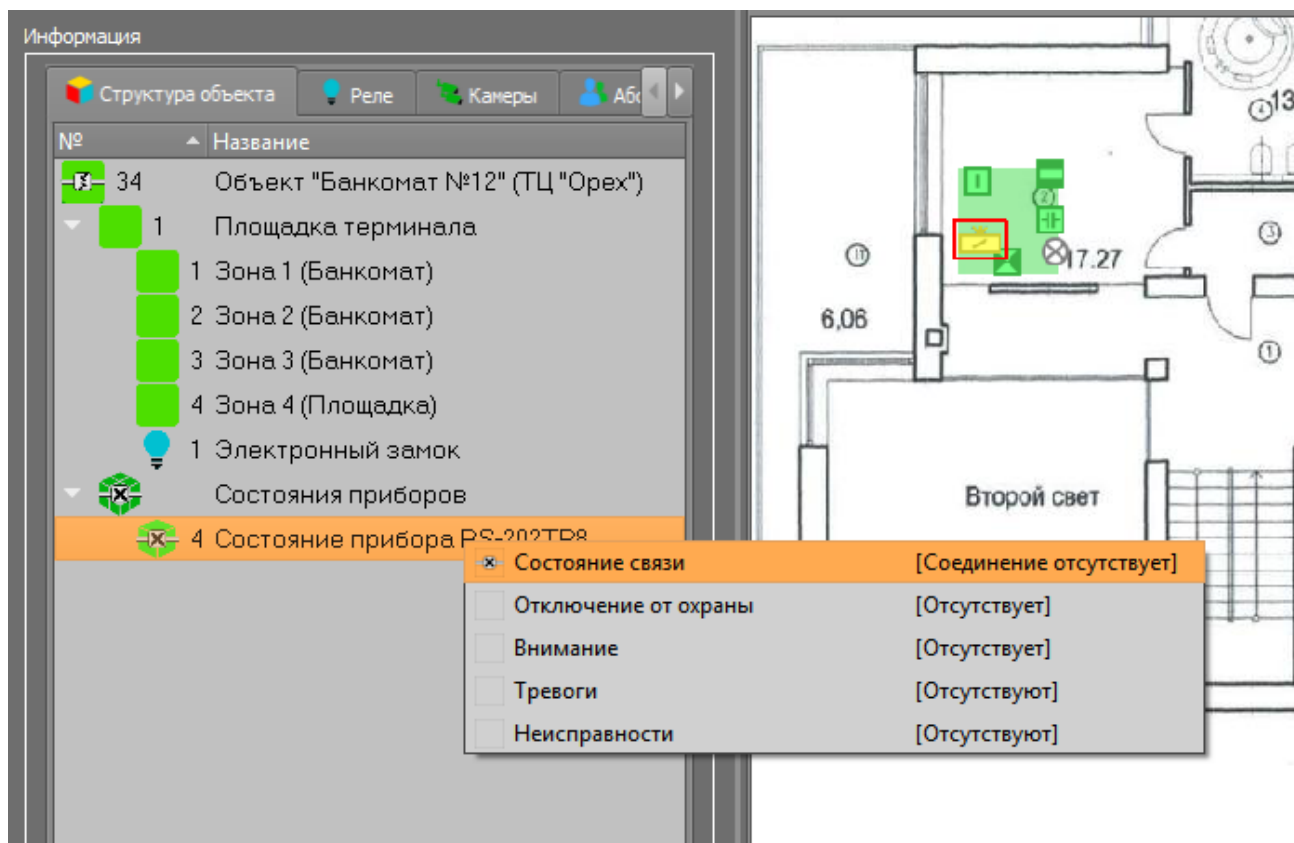 Информация
Структура объекта
Реле
Камеры
Або
№ Название
34 Объект "Банкомат №12" (ТЦ "Орех")
1 Площадка терминала
1 Зона 1 (Банкомат)
2 Зона 2 (Банкомат)
3 Зона 3 (Банкомат)
4 Зона 4 (Площадка)
1 Электронный замок
Состояния приборов
4 Состояние прибора RS-202TP8
Состояние связи [Соединение отсутствует]
Отключение от охраны [Отсутствует]
Внимание [Отсутствует]
Тревоги [Отсутствуют]
Неисправности [Отсутствуют]
4 13
2
3
17.27
6,06
1
Второй свет